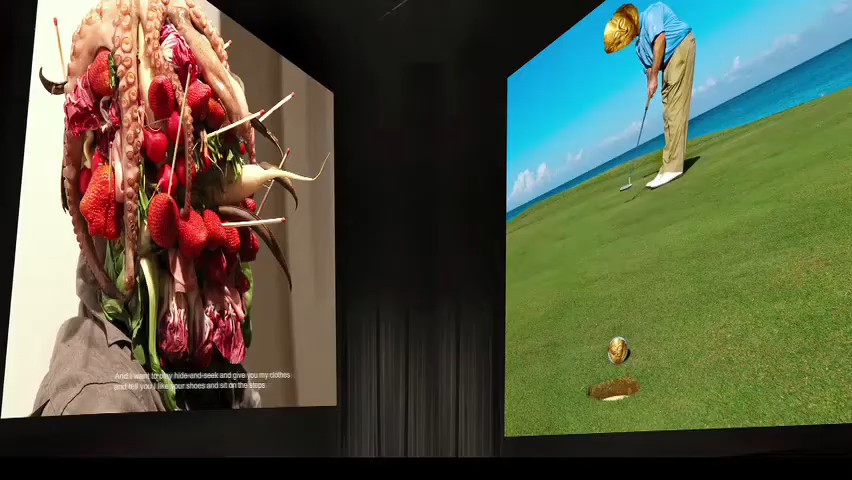 And I want to play hide-and-seek and give you my clothes
and tell you I like your shoes and sit on the steps